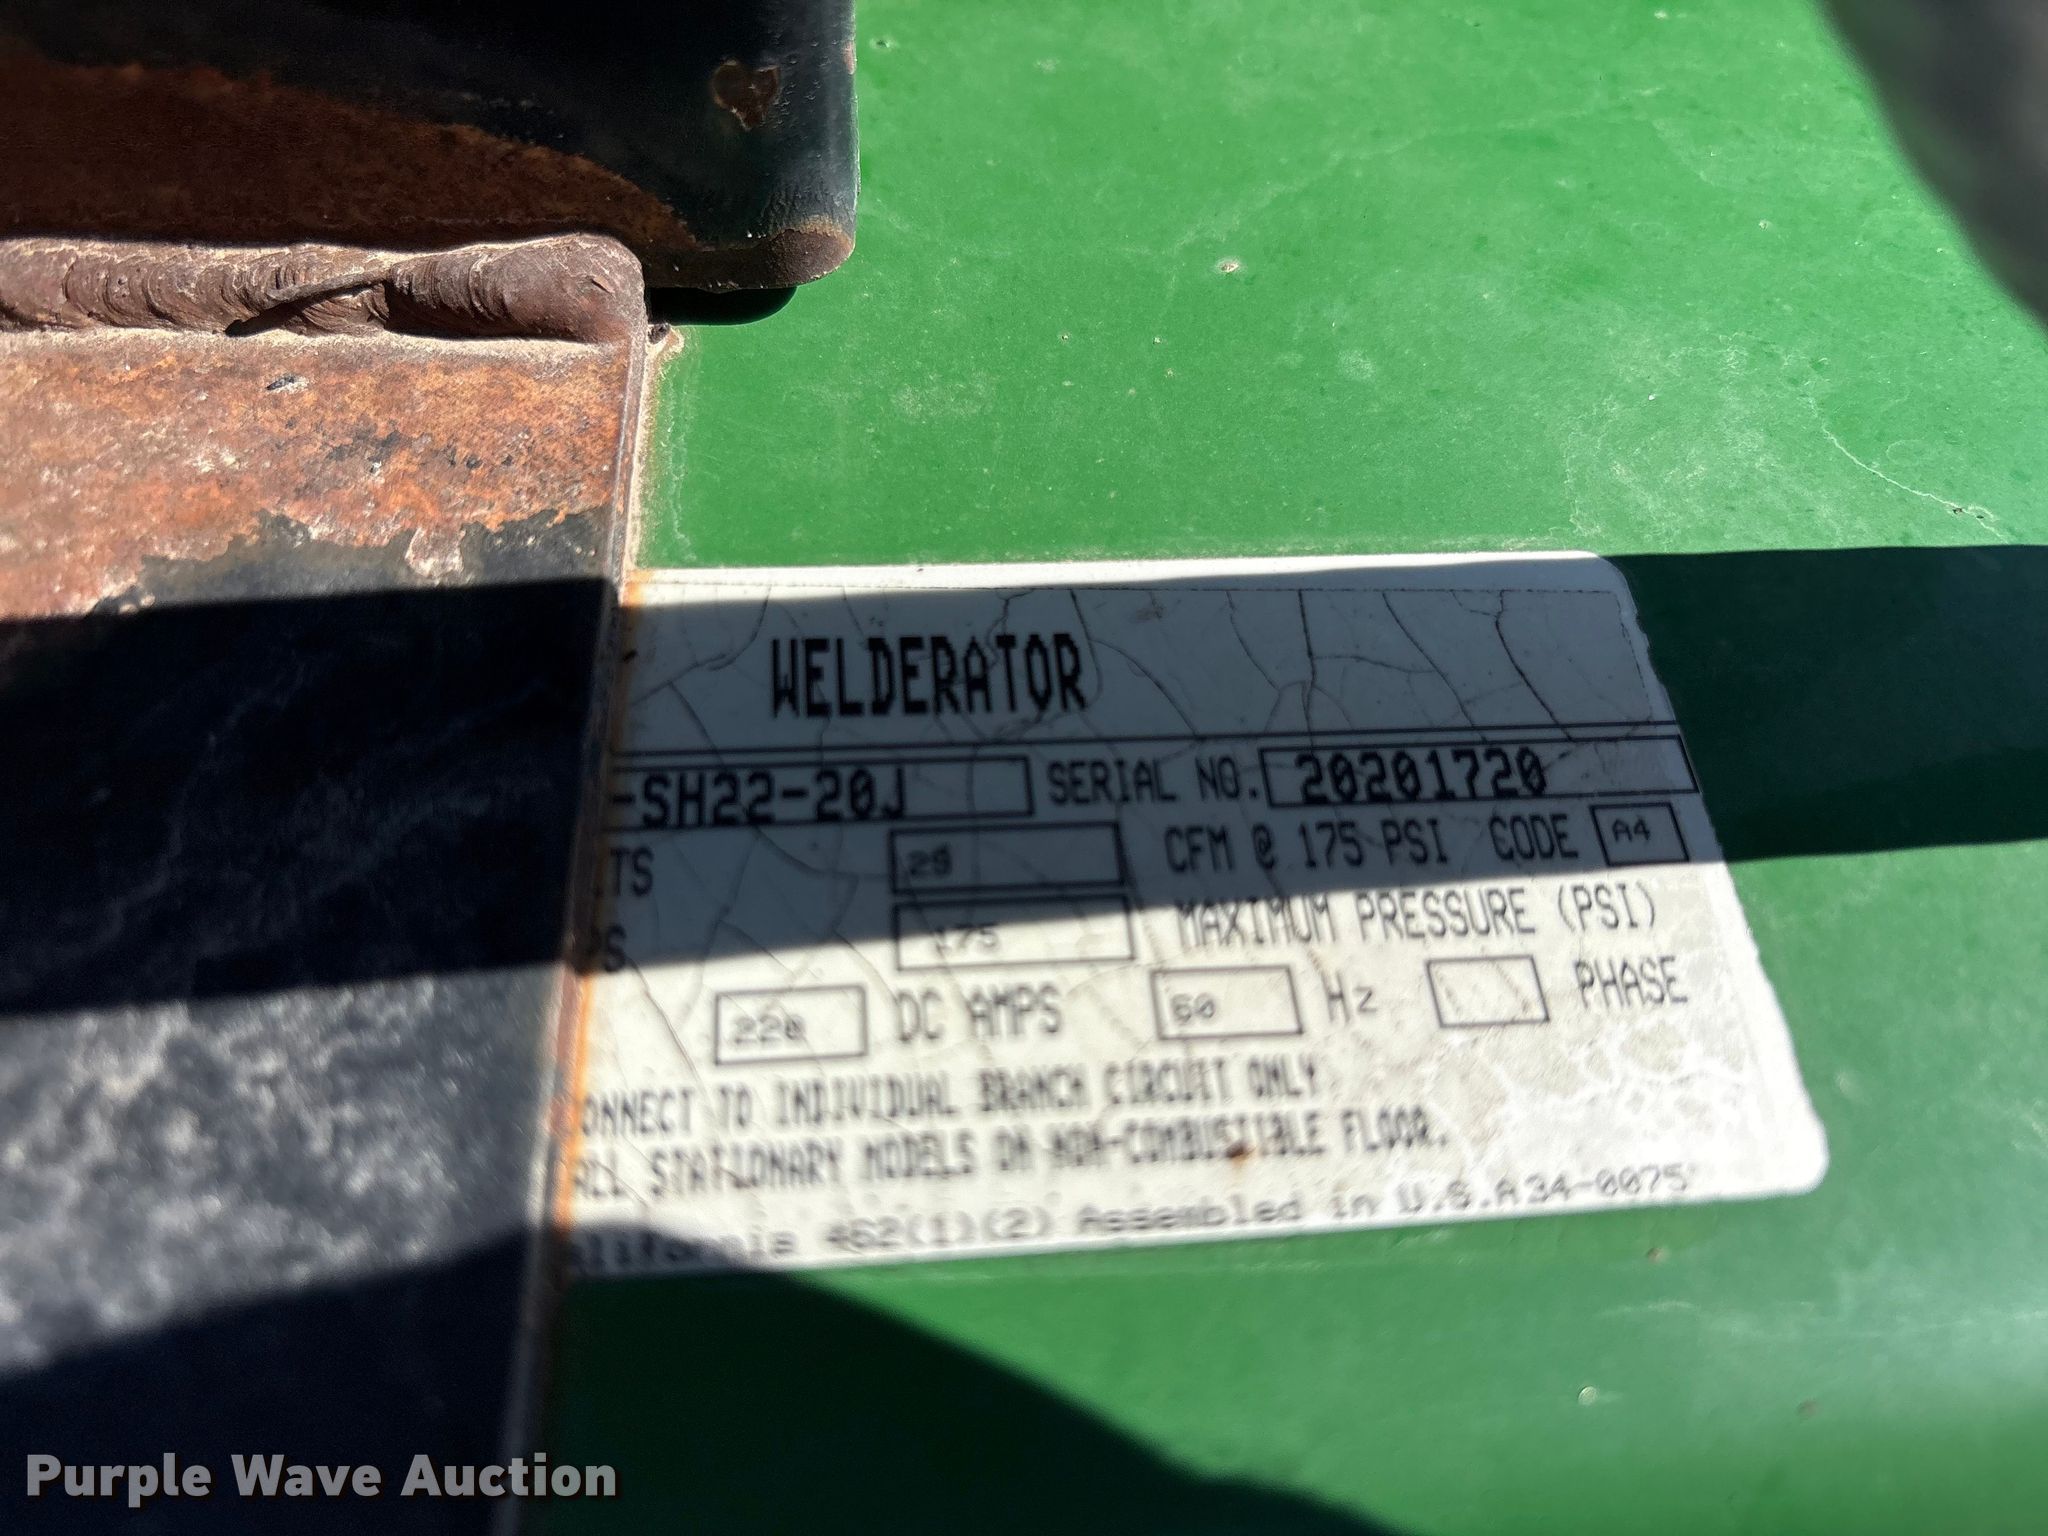 WELDERATOR
-SH22-20J SERIAL NO. 20201720
TS CFM @ 175 PSI CODE A4
PS 175 MAXIMUM PRESSURE (PSI)
220 DC AMPS 60 Hz PHASE
ONNECT TO INDIVIDUAL BRANCH CIRCUIT ONLY
ALL STATIONARY MODELS ON NON-COMBUSTIBLE FLOOR.
alifornia 462(1)(2) Assembled in U.S.A 34-0075
Purple Wave Auction